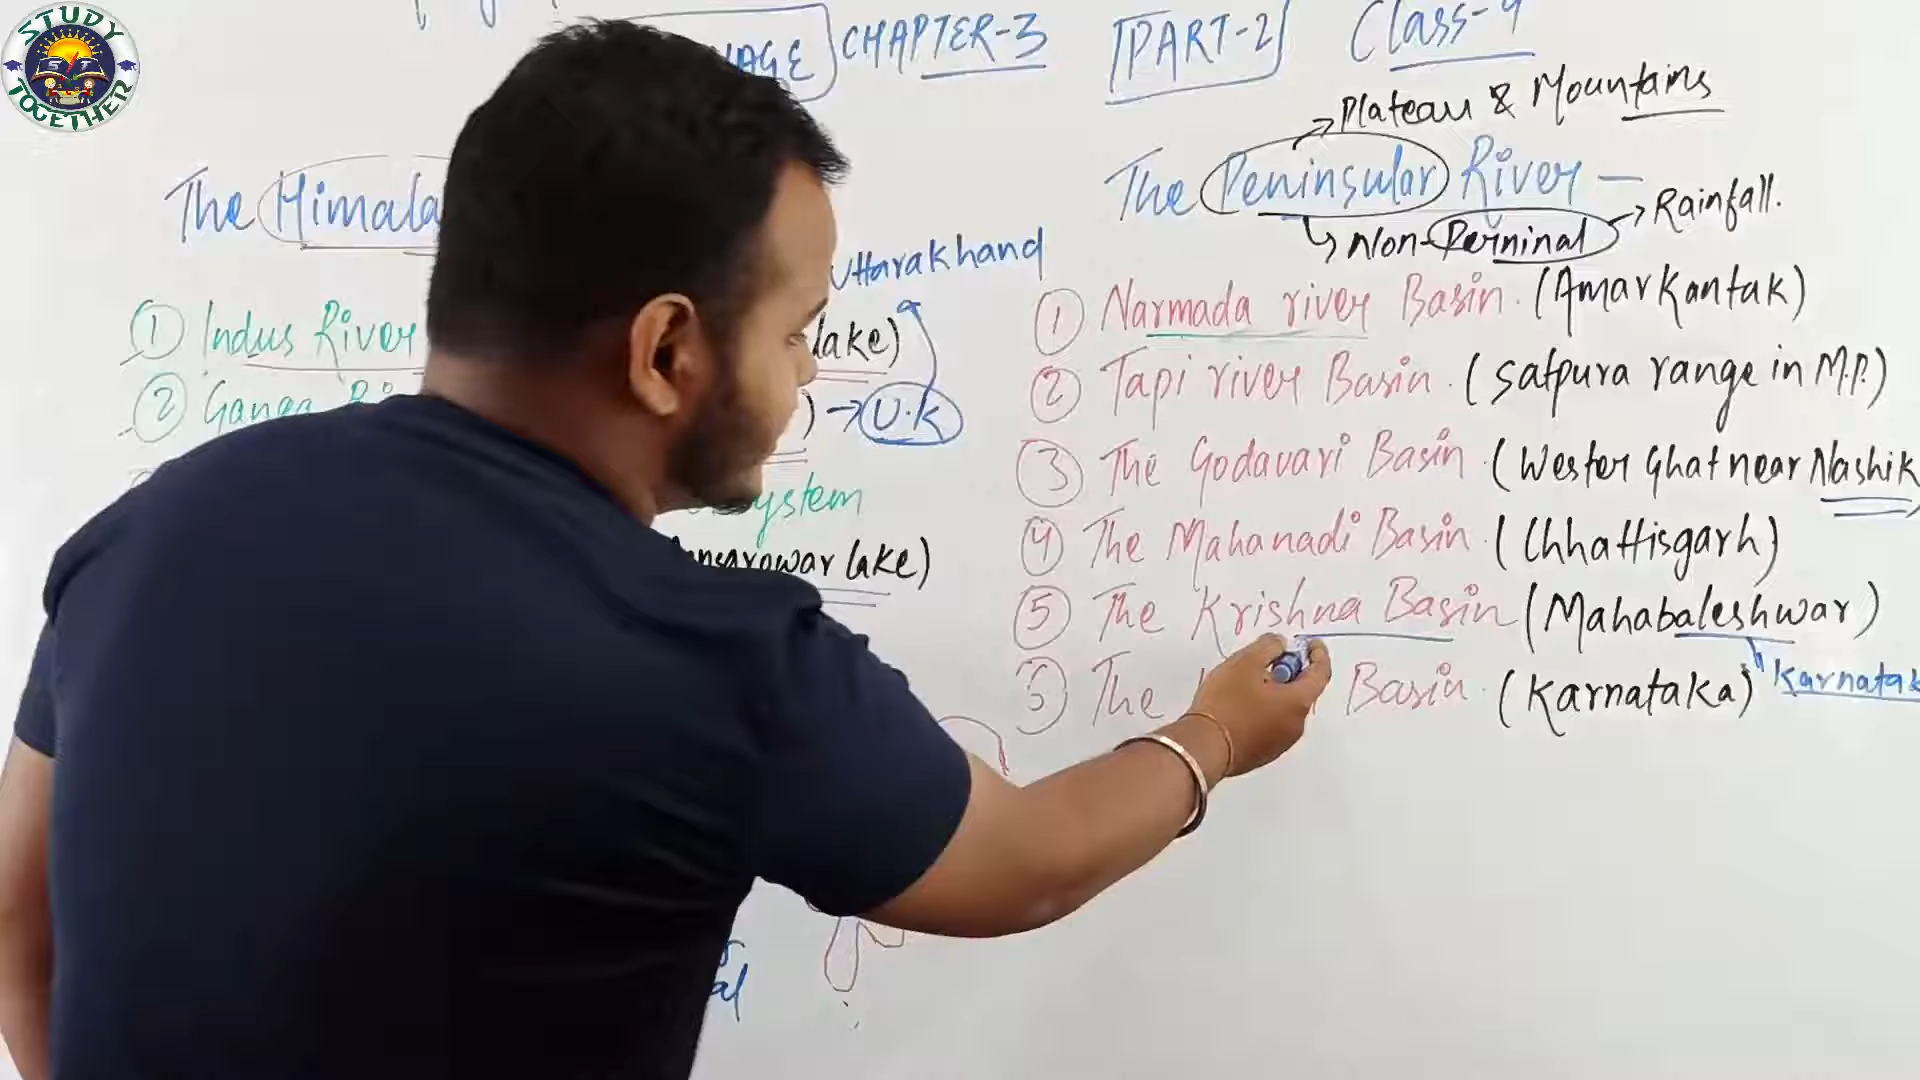 STUDY TOGETHER
ST
CHAPTER-3 PART-2 Class-9
Plateau & Mountains
The Peninsular River —
Non-Perninal Rainfall.
① Narmada river Basin. (Amarkantak)
② Tapi river Basin. (Satpura range in M.P.)
③ The Godavari Basin (Wester Ghat near Nashik
④ The Mahanadi Basin. (Chhattisgarh)
⑤ The Krishna Basin (Mahabaleshwar)
Karnatak
The Basin. (Karnataka)
The
Uttarakhand
① Indus River lake)
② Ganga ) → U.K
System
lake)